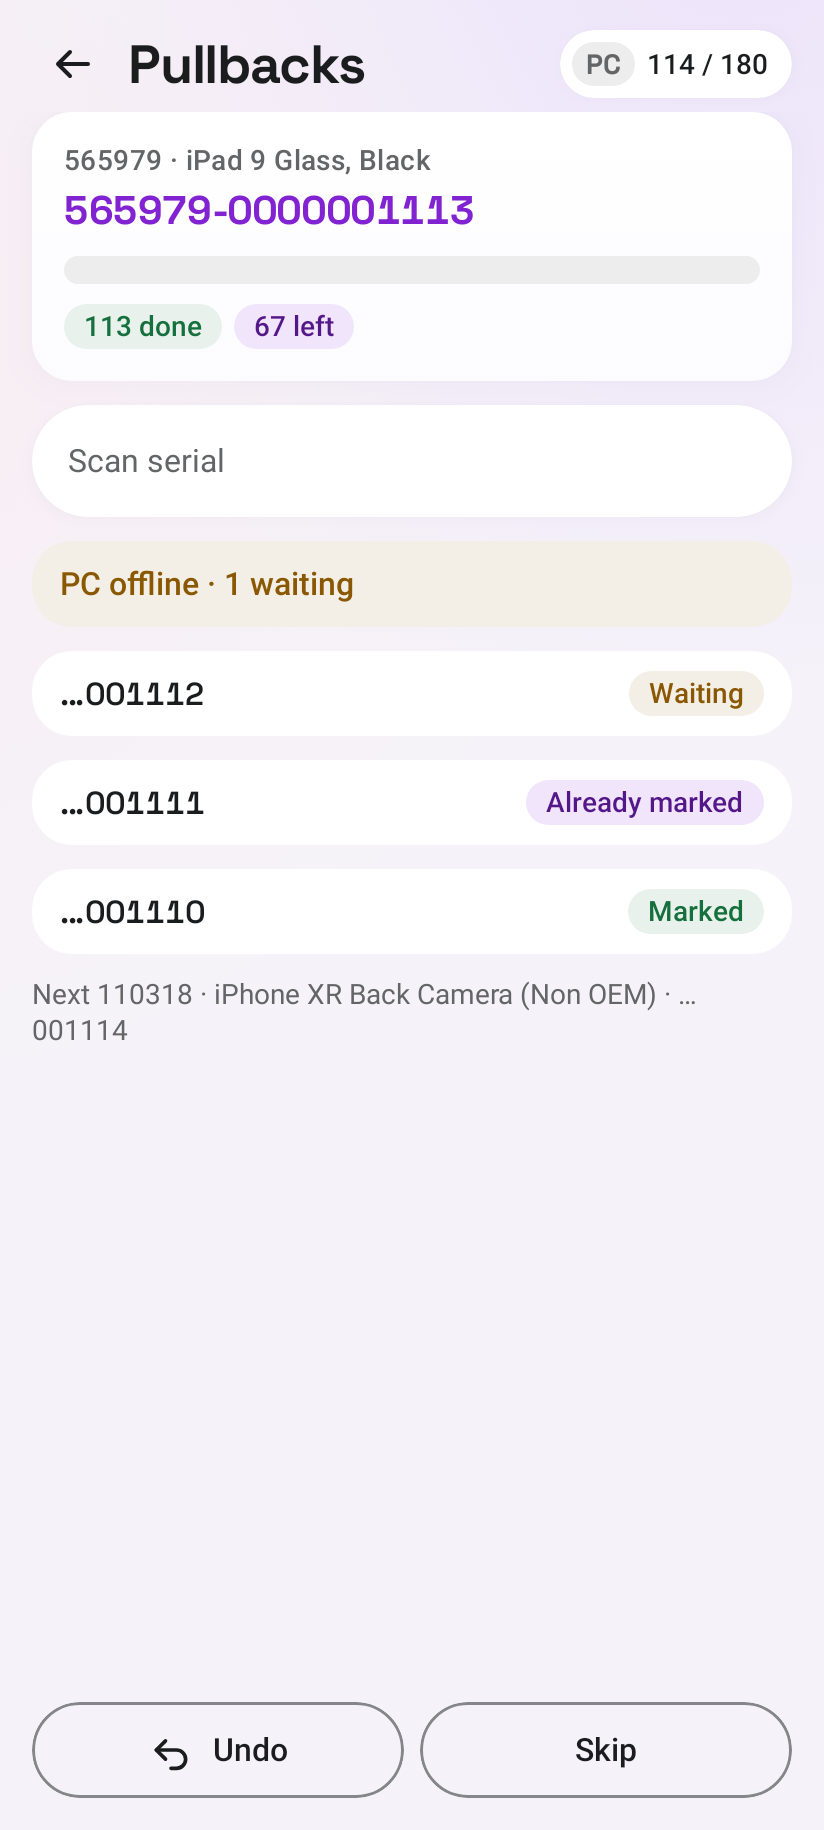 Pullbacks
PC 114 / 180
565979 · iPad 9 Glass, Black
565979-0000001113
113 done 67 left
Scan serial
PC offline · 1 waiting
…001112 Waiting
…001111 Already marked
…001110 Marked
Next 110318 · iPhone XR Back Camera (Non OEM) · …
001114
Undo Skip